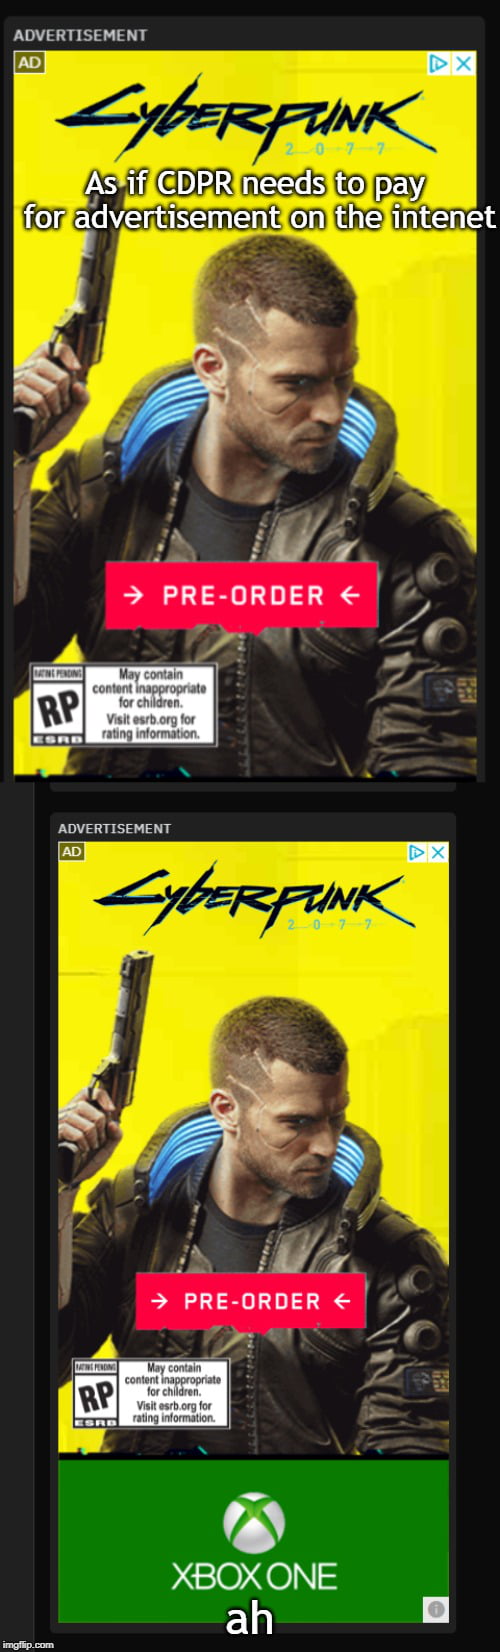 ADVERTISEMENT
AD
CYBERPUNK
2077
As if CDPR needs to pay
for advertisement on the intenet
→ PRE-ORDER ←
RATING PENDING
RP
ESRB
May contain
content inappropriate
for children.
Visit esrb.org for
rating information.
ADVERTISEMENT
AD
CYBERPUNK
2077
→ PRE-ORDER ←
RATING PENDING
RP
ESRB
May contain
content inappropriate
for children.
Visit esrb.org for
rating information.
XBOX ONE
ah
imgflip.com